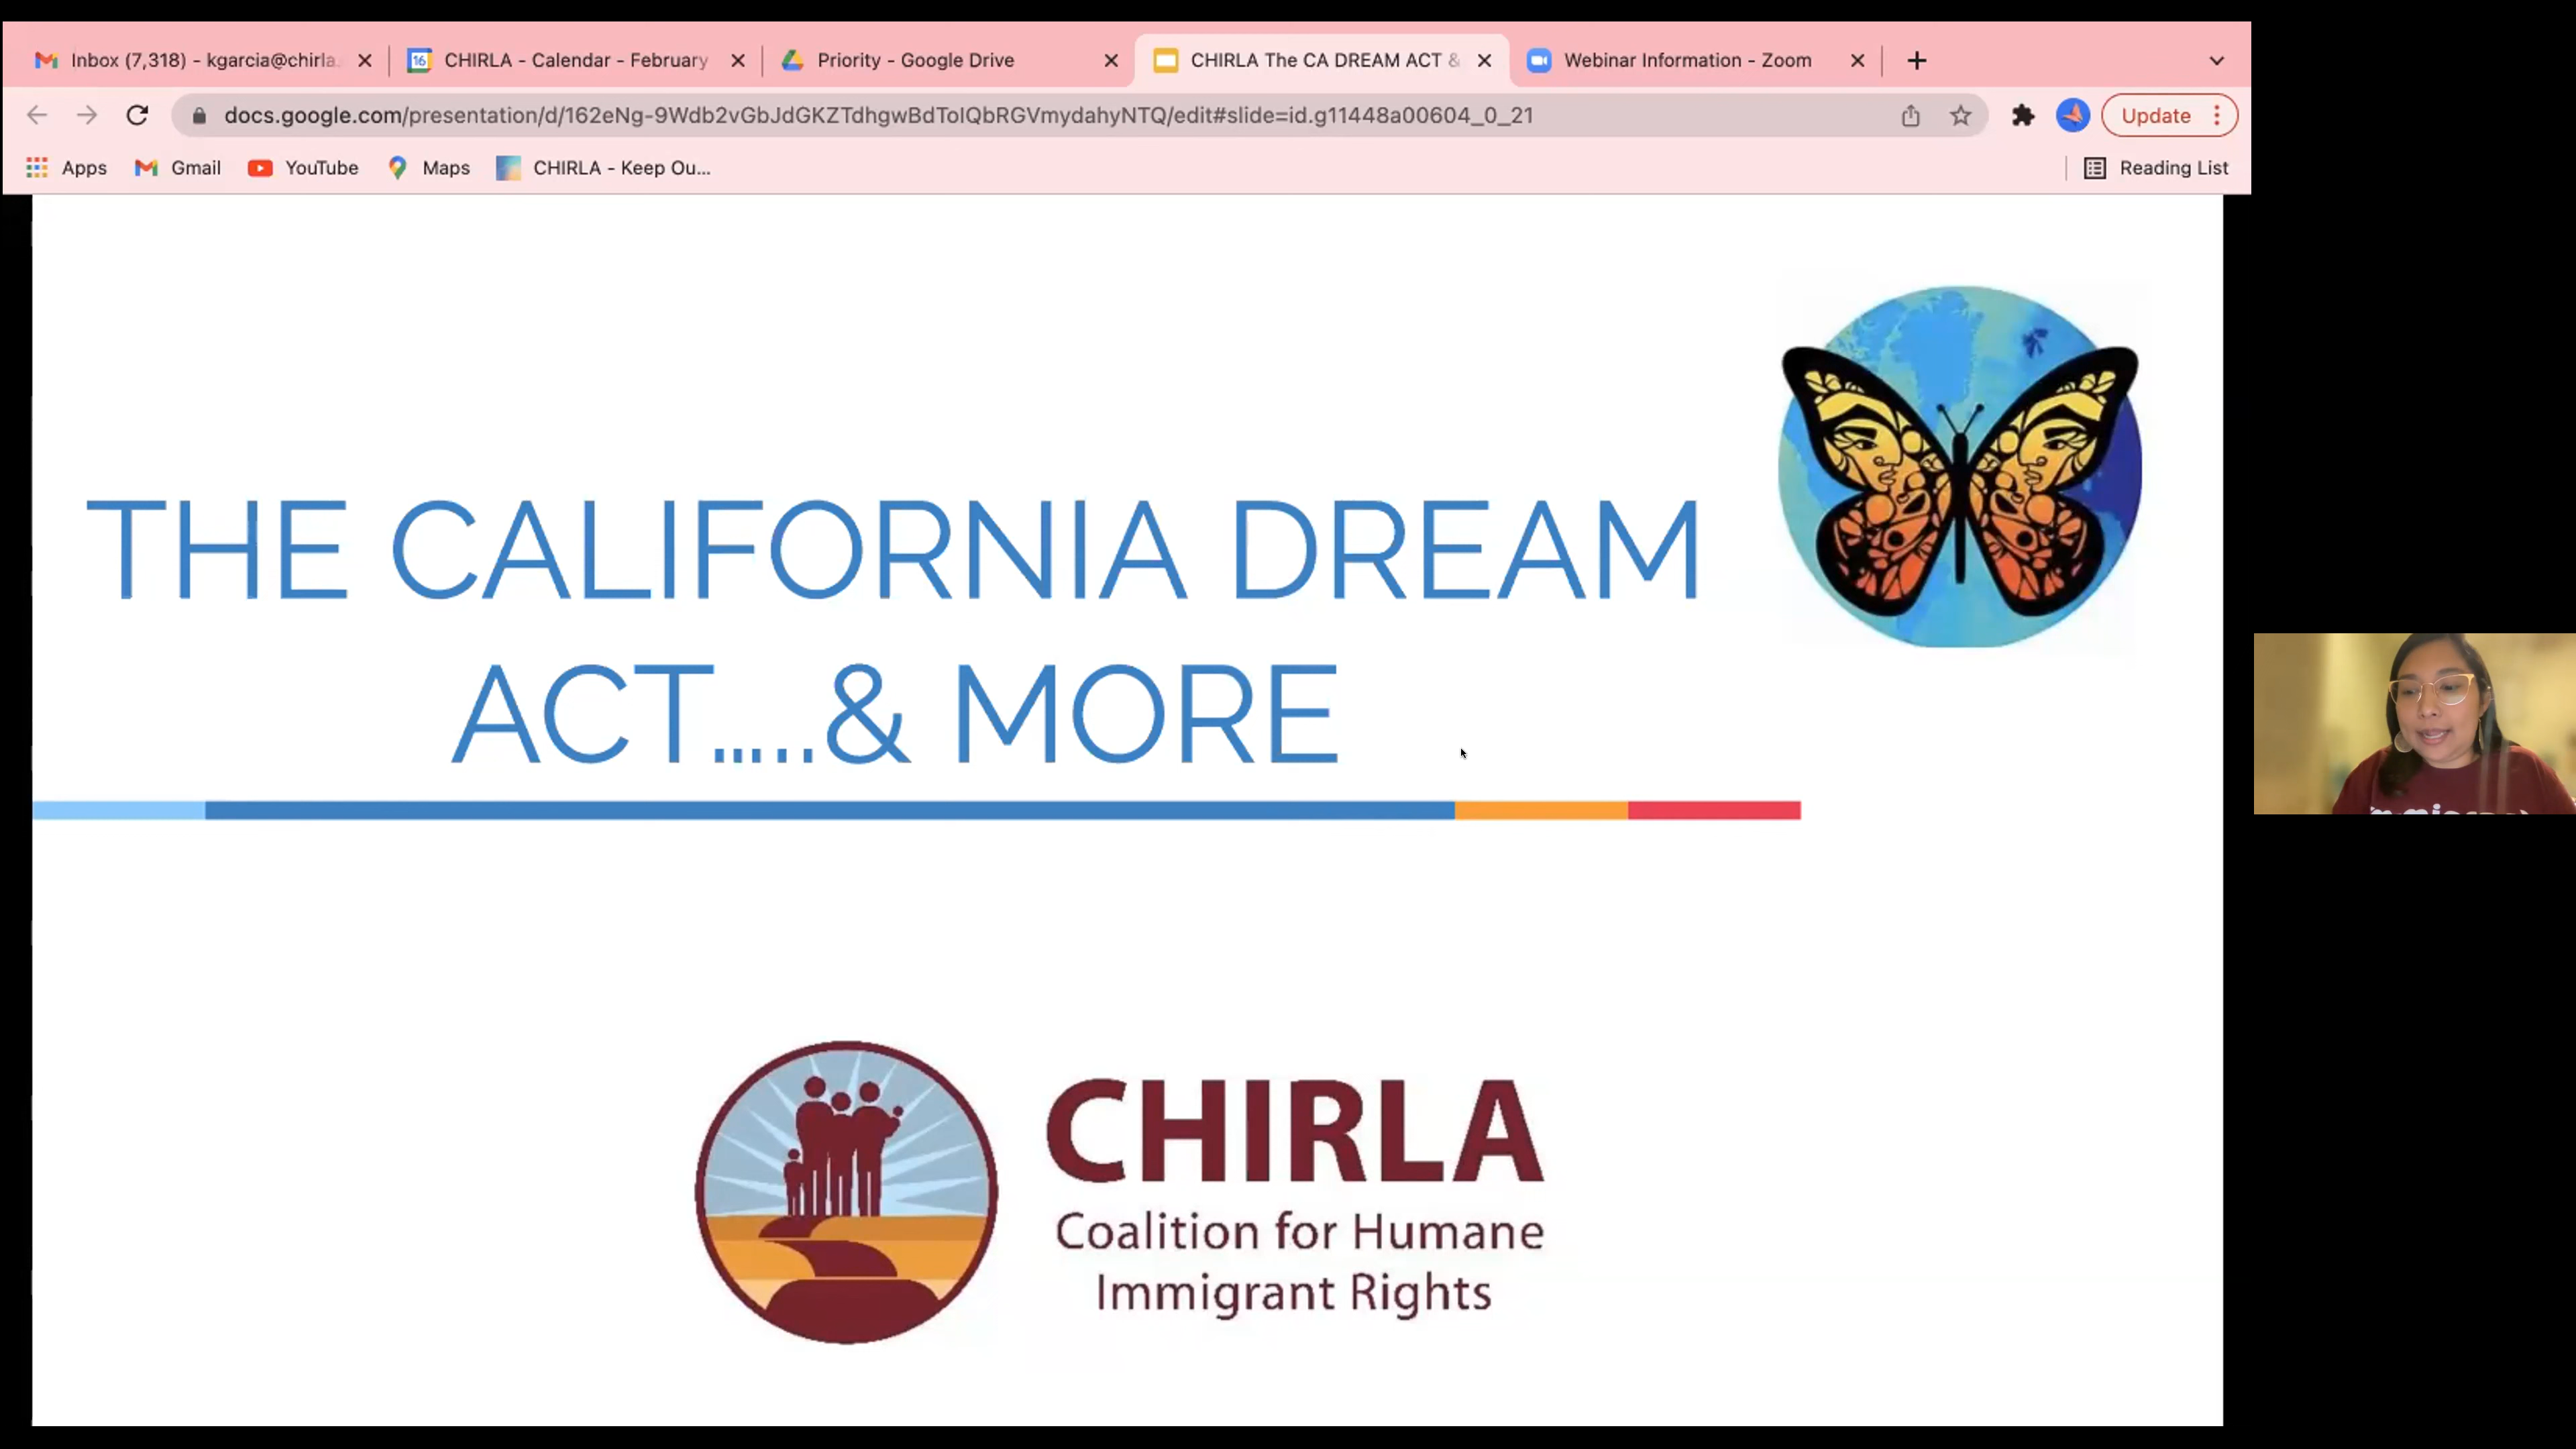 Inbox (7,318) - kgarcia@chirla.
CHIRLA - Calendar - February
Priority - Google Drive
CHIRLA The CA DREAM ACT &
Webinar Information - Zoom
docs.google.com/presentation/d/162eNg-9Wdb2vGbJdGKZTdhgwBdToIQbRGVmydahyNTQ/edit#slide=id.g11448a00604_0_21
Update
Apps
Gmail
YouTube
Maps
CHIRLA - Keep Ou...
Reading List
THE CALIFORNIA DREAM
ACT.....& MORE
CHIRLA
Coalition for Humane
Immigrant Rights